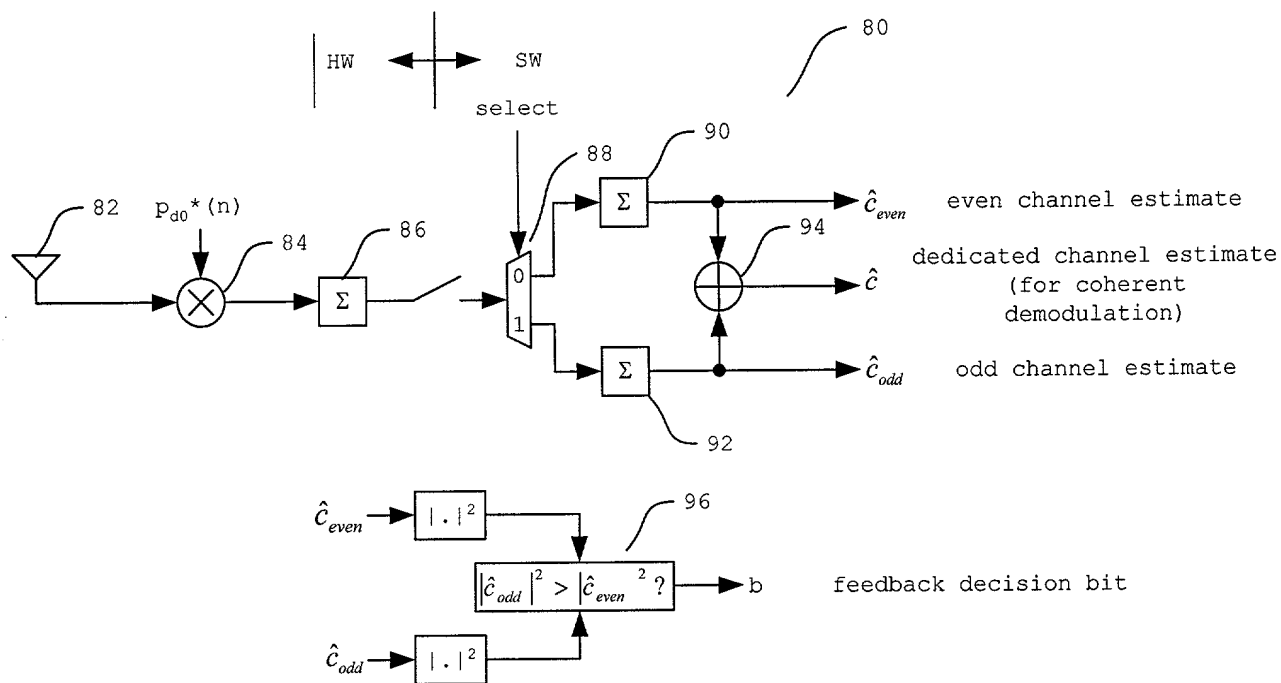 80
HW
SW
select
90
88
82
p_d0*(n)
84
86
Σ
0
1
Σ
ĉ_even
even channel estimate
94
ĉ
dedicated channel estimate
(for coherent
demodulation)
Σ
ĉ_odd
odd channel estimate
92
ĉ_even
|.|²
96
|ĉ_odd|² > |ĉ_even ² ?
b
feedback decision bit
ĉ_odd
|.|²